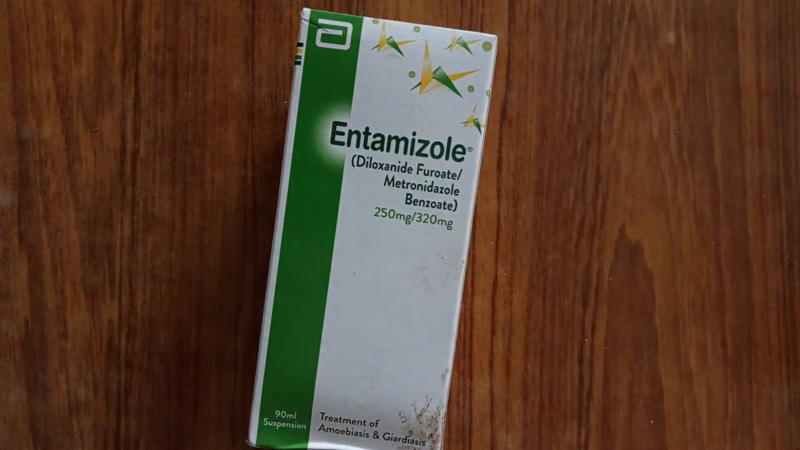 Entamizole®
(Diloxanide Furoate/
Metronidazole
Benzoate)
250mg/320mg
90ml
Suspension
Treatment of
Amoebiasis & Giardiasis